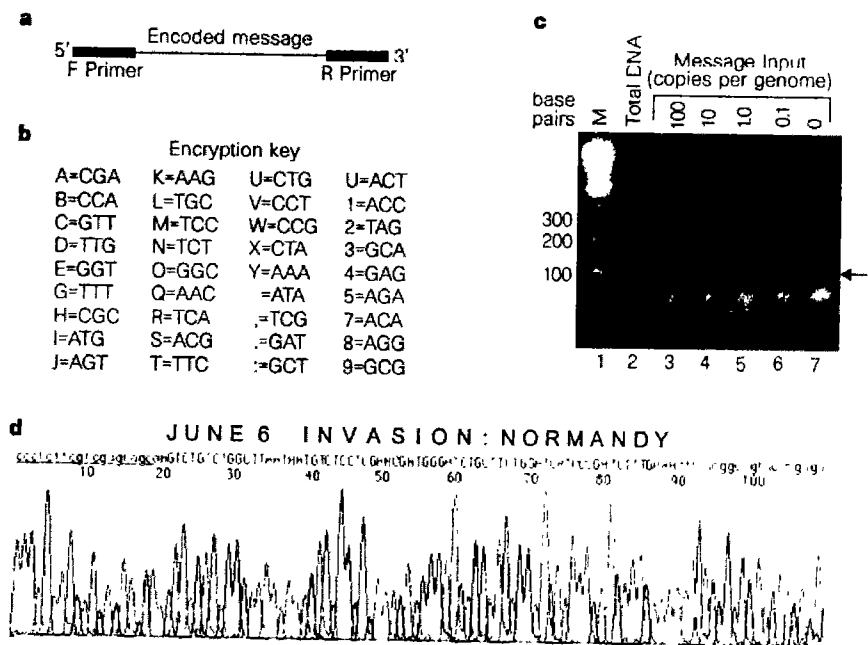 a
Encoded message
5' 3'
F Primer R Primer
b
Encryption key
A=CGA K=AAG U=CTG U=ACT
B=CCA L=TGC V=CCT 1=ACC
C=GTT M=TCC W=CCG 2=TAG
D=TTG N=TCT X=CTA 3=GCA
E=GGT O=GGC Y=AAA 4=GAG
G=TTT Q=AAC =ATA 5=AGA
H=CGC R=TCA ,=TCG 7=ACA
I=ATG S=ACG .=GAT 8=AGG
J=AGT T=TTC :=GCT 9=GCG
c
Message Input
(copies per genome)
base
pairs
M Total DNA 100 10 1.0 0.1 0
300
200
100
1 2 3 4 5 6 7
d
JUNE 6 INVASION: NORMANDY
10 20 30 40 50 60 70 80 90 100